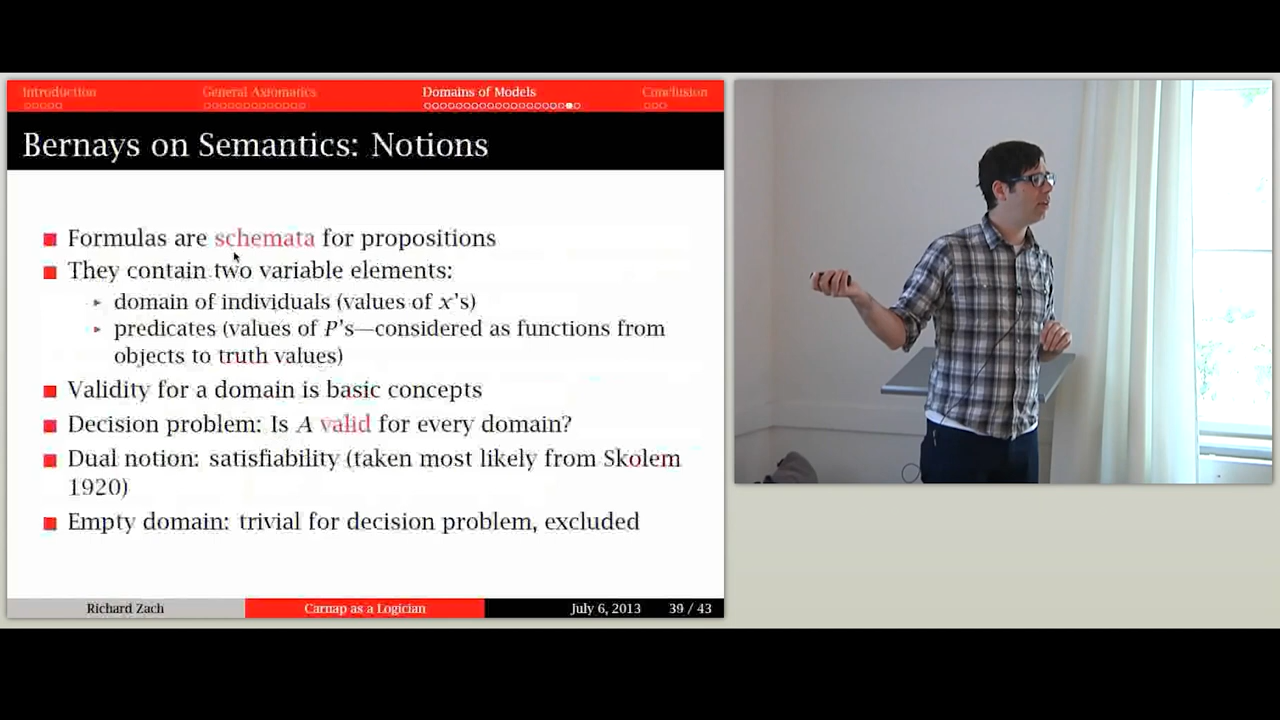 Introduction General Axiomatics Domains of Models Conclusion
Bernays on Semantics: Notions
Formulas are schemata for propositions
They contain two variable elements:
domain of individuals (values of x's)
predicates (values of P's—considered as functions from
objects to truth values)
Validity for a domain is basic concepts
Decision problem: Is A valid for every domain?
Dual notion: satisfiability (taken most likely from Skolem
1920)
Empty domain: trivial for decision problem, excluded
Richard Zach Carnap as a Logician July 6, 2013 39 / 43